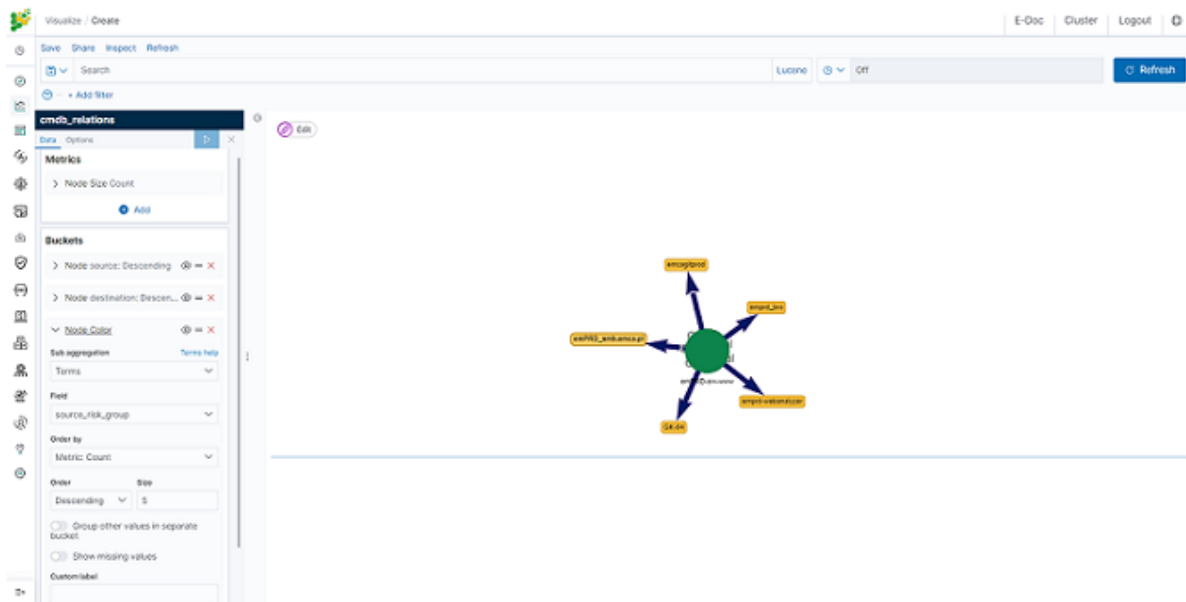 Visualize / Create
E-Doc
Cluster
Logout
Save Share Inspect Refresh
Search
Lucene
Off
Refresh
+ Add filter
cmdb_relations
Edit
Data Options
Metrics
Node Size Count
Add
Buckets
Node source: Descending
Node destination: Descen...
Node Color
Sub aggregation
Terms help
Terms
Field
source_risk_group
Order by
Metric: Count
Order
Size
Descending
5
Group other values in separate
bucket
Show missing values
Custom label